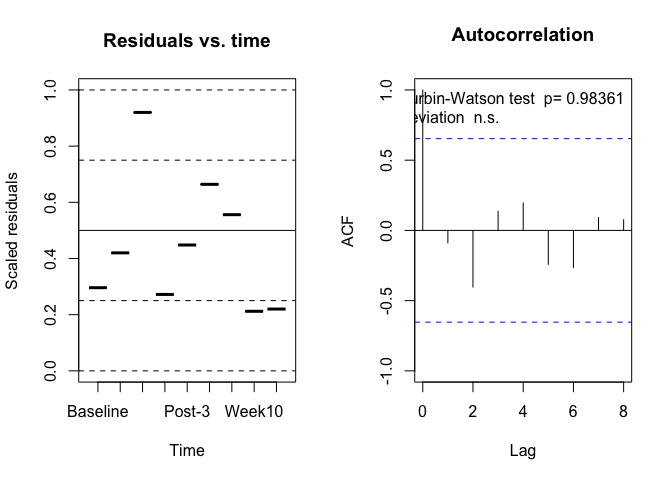 Residuals vs. time
Scaled residuals
1.0
0.8
0.6
0.4
0.2
0.0
Baseline Post-3 Week10
Time
Autocorrelation
urbin-Watson test p= 0.98361
eviation n.s.
ACF
1.0
0.5
0.0
-0.5
-1.0
0 2 4 6 8
Lag